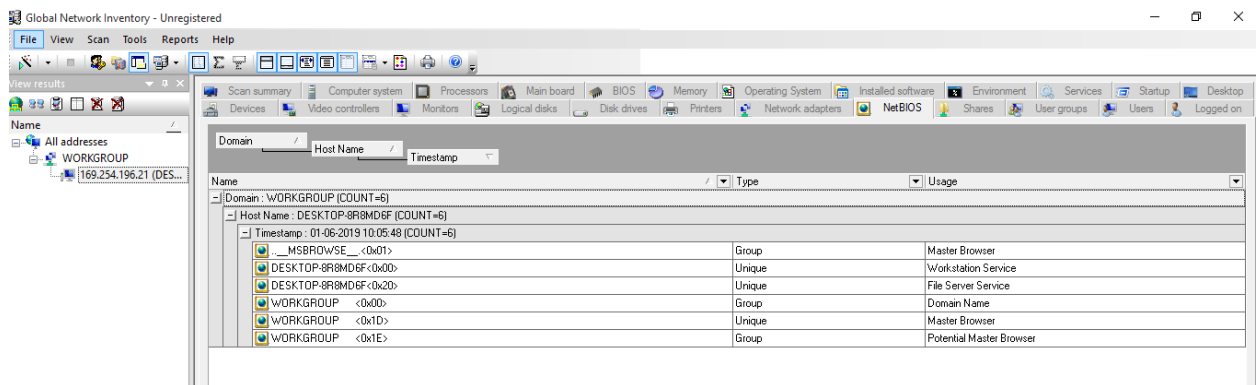 Global Network Inventory - Unregistered
File View Scan Tools Reports Help
View results
Name
All addresses
WORKGROUP
169.254.196.21 (DES...
Scan summary Computer system Processors Main board BIOS Memory Operating System Installed software Environment Services Startup Desktop
Devices Video controllers Monitors Logical disks Disk drives Printers Network adapters NetBIOS Shares User groups Users Logged on
Domain
Host Name
Timestamp
Name Type Usage
Domain : WORKGROUP (COUNT=6)
Host Name : DESKTOP-8R8MD6F (COUNT=6)
Timestamp : 01-06-2019 10:05:48 (COUNT=6)
..__MSBROWSE__.<0x01> Group Master Browser
DESKTOP-8R8MD6F<0x00> Unique Workstation Service
DESKTOP-8R8MD6F<0x20> Unique File Server Service
WORKGROUP <0x00> Group Domain Name
WORKGROUP <0x1D> Unique Master Browser
WORKGROUP <0x1E> Group Potential Master Browser